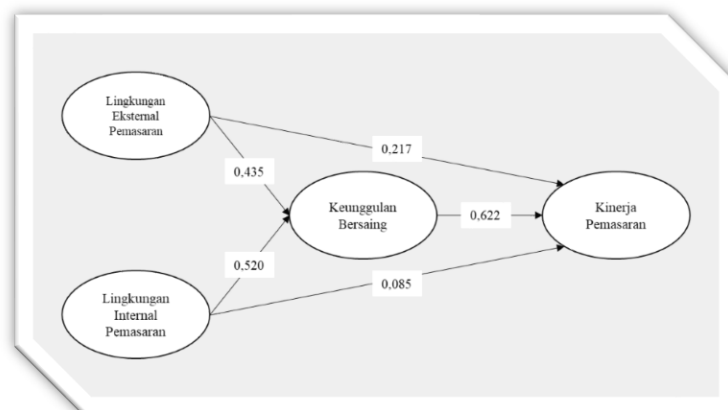 Lingkungan
Eksternal
Pemasaran
0,217
0,435
Keunggulan
Bersaing
0,622
Kinerja
Pemasaran
0,520
0,085
Lingkungan
Internal
Pemasaran